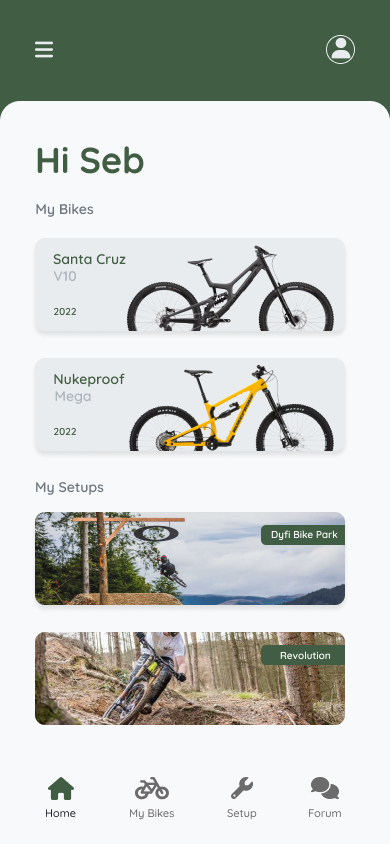 Hi Seb
My Bikes
Santa Cruz
V10
2022
Nukeproof
Mega
2022
My Setups
Dyfi Bike Park
Revolution
Home
My Bikes
Setup
Forum